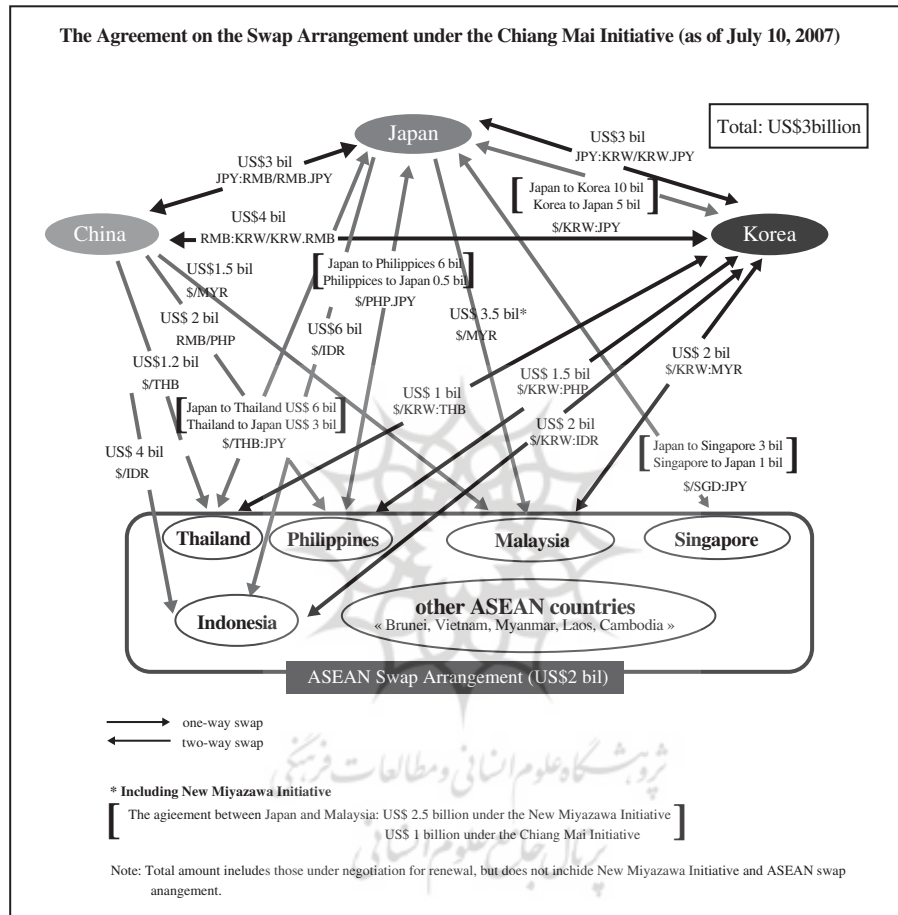 The Agreement on the Swap Arrangement under the Chiang Mai Initiative (as of July 10, 2007)
Total: US$3billion
Japan
China
Korea
US$3 bil
JPY:RMB/RMB.JPY
US$3 bil
JPY:KRW/KRW.JPY
Japan to Korea 10 bil
Korea to Japan 5 bil
$/KRW:JPY
US$4 bil
RMB:KRW/KRW.RMB
US$1.5 bil
$/MYR
US$ 2 bil
RMB/PHP
US$1.2 bil
$/THB
US$ 4 bil
$/IDR
Japan to Philippices 6 bil
Philippices to Japan 0.5 bil
$/PHP.JPY
US$6 bil
$/IDR
US$ 3.5 bil*
$/MYR
Japan to Thailand US$ 6 bil
Thailand to Japan US$ 3 bil
$/THB:JPY
US$ 1 bil
$/KRW:THB
US$ 1.5 bil
$/KRW:PHP
US$ 2 bil
$/KRW:IDR
US$ 2 bil
$/KRW:MYR
Japan to Singapore 3 bil
Singapore to Japan 1 bil
$/SGD:JPY
Thailand
Philippines
Malaysia
Singapore
Indonesia
other ASEAN countries
« Brunei, Vietnam, Myanmar, Laos, Cambodia »
ASEAN Swap Arrangement (US$2 bil)
one-way swap
two-way swap
پژوهشگاه علوم انسانی و مطالعات فرهنگی
* Including New Miyazawa Initiative
The agieement between Japan and Malaysia: US$ 2.5 billion under the New Miyazawa Initiative
US$ 1 billion under the Chiang Mai Initiative
پرتال جامع علوم انسانی
Note: Total amount includes those under negotiation for renewal, but does not inchide New Miyazawa Initiative and ASEAN swap
anangement.